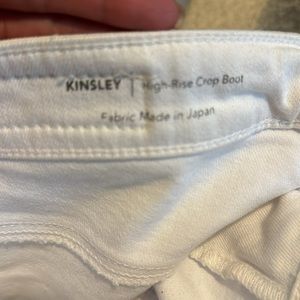 KINSLEY | High-Rise Crop Boot
Fabric Made in Japan